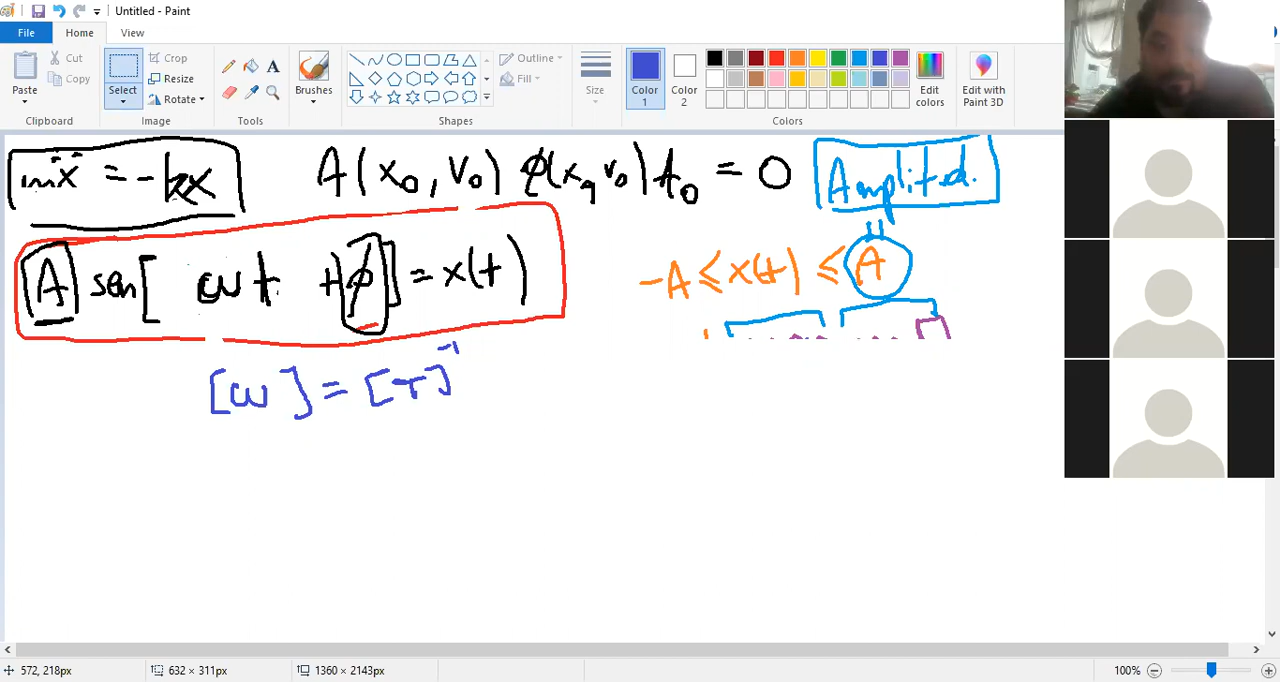 Untitled - Paint
File Home View
Paste Cut Copy Clipboard
Select Crop Resize Rotate Image
Tools
Brushes
Outline Fill Shapes
Size
Color 1 Color 2 Edit colors Edit with Paint 3D Colors
mẍ = -kx A(x₀, v₀) ϕ(x₀, v₀) A₀ = 0 Amplitud.
A sen[ ωt + ϕ ] = x(t) -A ≤ x(t) ≤ A
[ω] = [T]⁻¹
572, 218px 632 × 311px 1360 × 2143px 100%